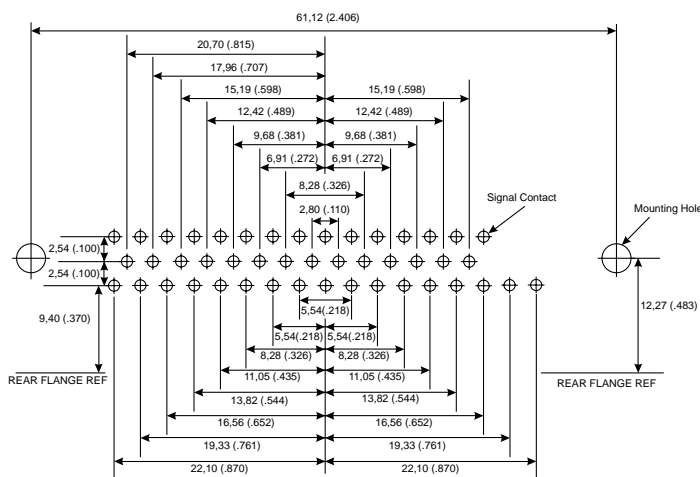 61,12 (2.406)
20,70 (.815)
17,96 (.707)
15,19 (.598) 15,19 (.598)
12,42 (.489) 12,42 (.489)
9,68 (.381) 9,68 (.381)
6,91 (.272) 6,91 (.272)
8,28 (.326)
Signal Contact
2,80 (.110)
Mounting Hole
2,54 (.100)
2,54 (.100)
5,54(.218)
12,27 (.483)
9,40 (.370)
5,54(.218) 5,54(.218)
8,28 (.326) 8,28 (.326)
11,05 (.435) 11,05 (.435)
REAR FLANGE REF REAR FLANGE REF
13,82 (.544) 13,82 (.544)
16,56 (.652) 16,56 (.652)
19,33 (.761) 19,33 (.761)
22,10 (.870) 22,10 (.870)